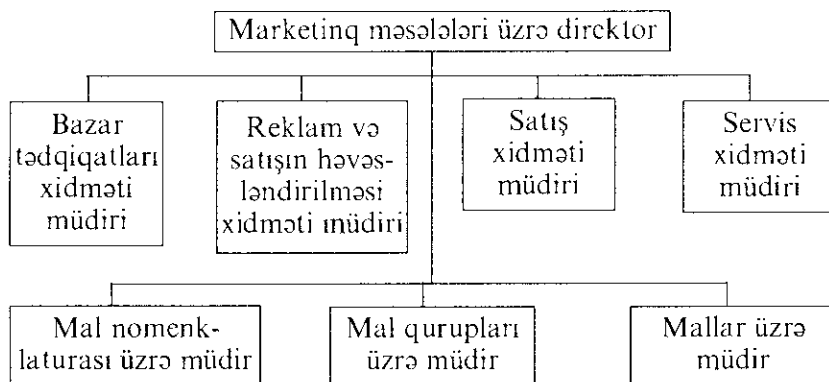 Marketinq məsələləri üzrə direktor
Bazar
tədqiqatları
xidməti
müdiri
Reklam və
satışın həvəs-
ləndirilməsi
xidməti müdiri
Satış
xidməti
müdiri
Servis
xidməti
müdiri
Mal nomenk-
laturası üzrə müdir
Mal qurupları
üzrə müdir
Mallar üzrə
müdir